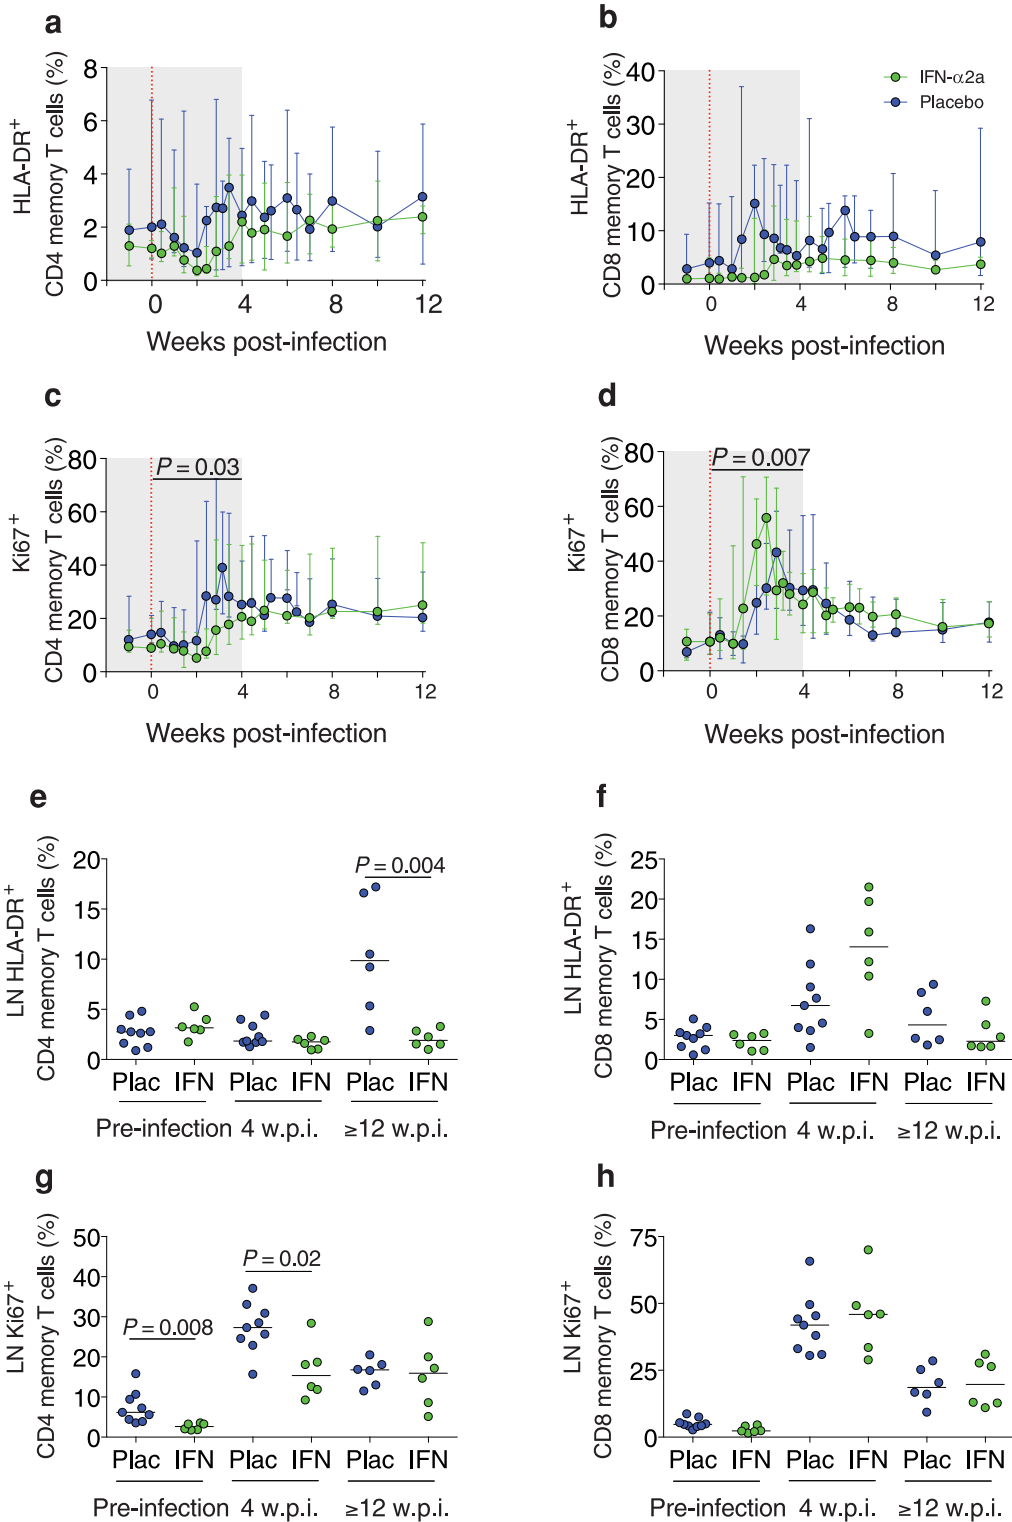 a
HLA-DR+
CD4 memory T cells (%)
8
6
4
2
0
0
4
8
12
Weeks post-infection
b
HLA-DR+
CD8 memory T cells (%)
40
30
20
10
0
0
4
8
12
IFN-α2a
Placebo
Weeks post-infection
c
Ki67+
CD4 memory T cells (%)
80
60
40
20
0
P = 0.03
0
4
8
12
Weeks post-infection
d
Ki67+
CD8 memory T cells (%)
80
60
40
20
0
P = 0.007
0
4
8
12
Weeks post-infection
e
LN HLA-DR+
CD4 memory T cells (%)
20
15
10
5
0
P = 0.004
Plac IFN Plac IFN Plac IFN
Pre-infection 4 w.p.i. ≥12 w.p.i.
f
LN HLA-DR+
CD8 memory T cells (%)
25
20
15
10
5
0
Plac IFN Plac IFN Plac IFN
Pre-infection 4 w.p.i. ≥12 w.p.i.
g
LN Ki67+
CD4 memory T cells (%)
50
40
30
20
10
0
P = 0.008
P = 0.02
Plac IFN Plac IFN Plac IFN
Pre-infection 4 w.p.i. ≥12 w.p.i.
h
LN Ki67+
CD8 memory T cells (%)
75
50
25
0
Plac IFN Plac IFN Plac IFN
Pre-infection 4 w.p.i. ≥12 w.p.i.